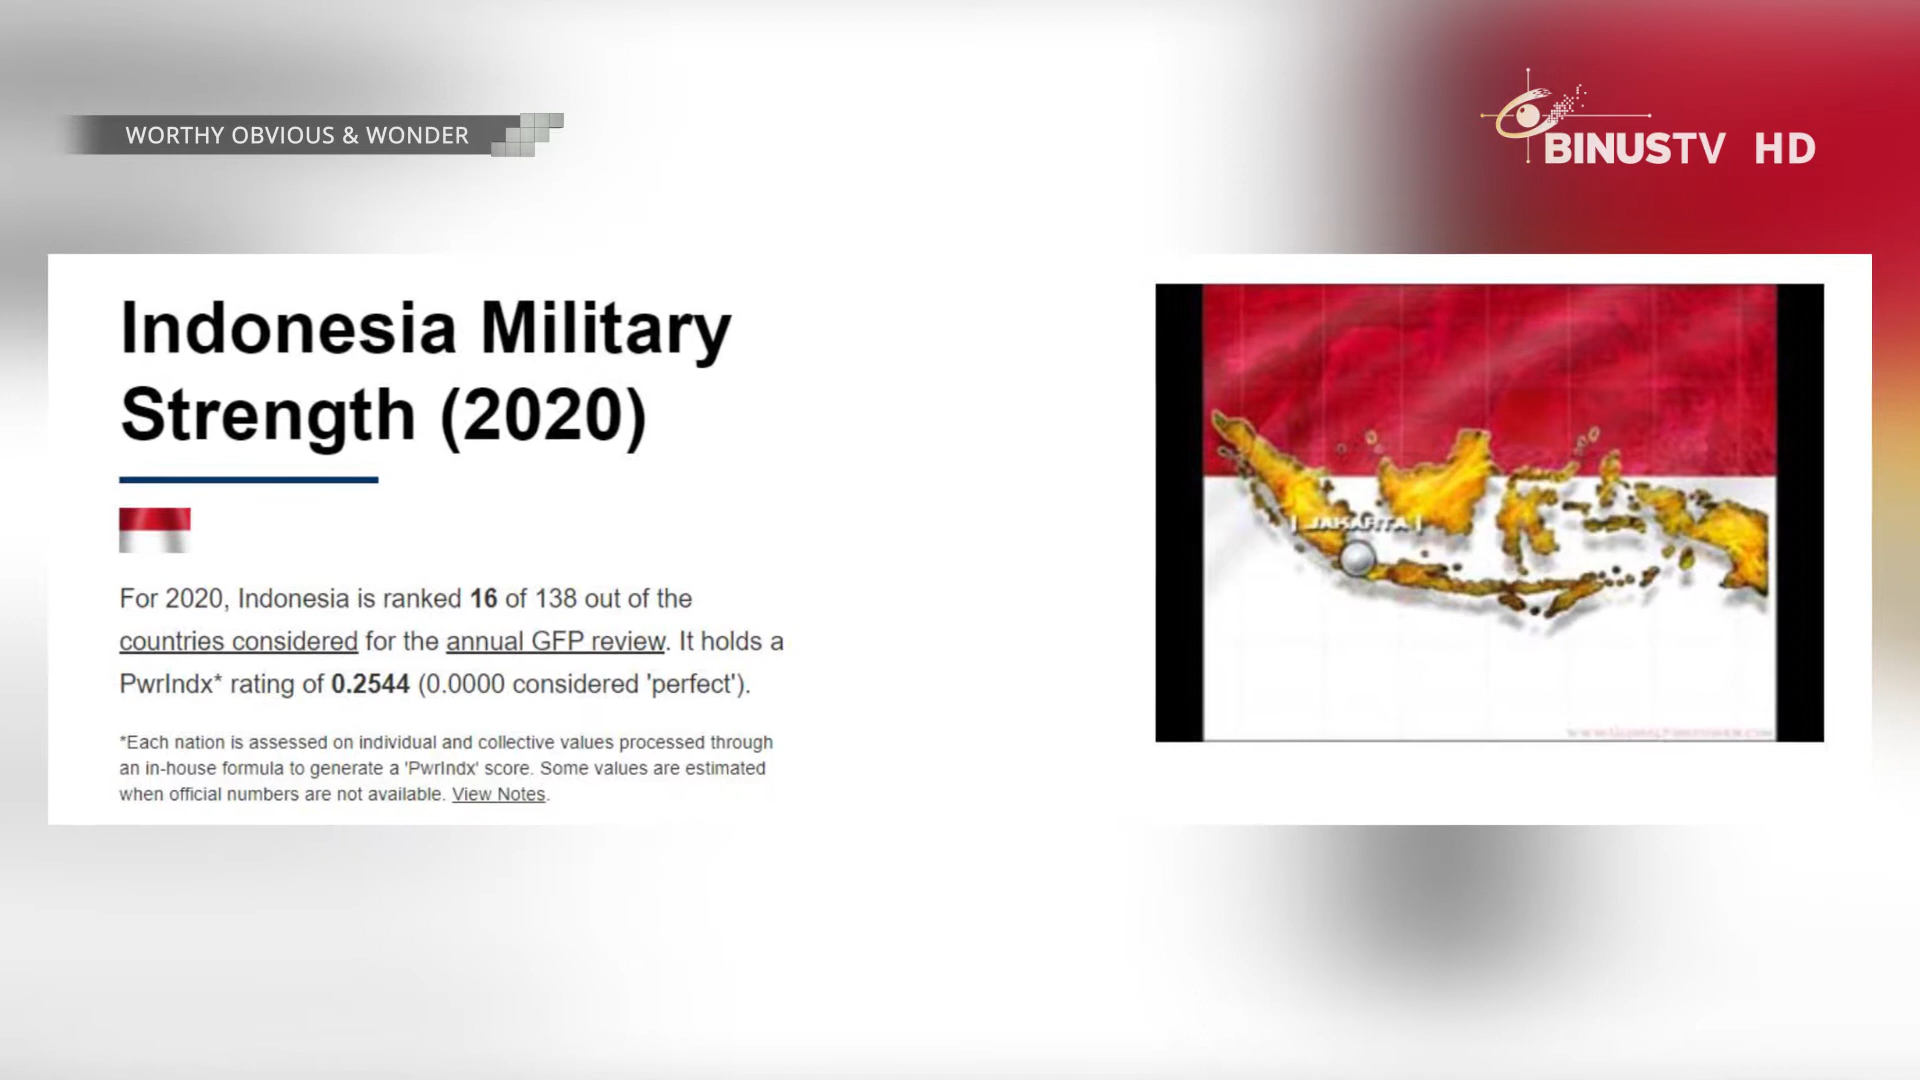 WORTHY OBVIOUS & WONDER
BINUSTV HD
Indonesia Military
Strength (2020)
For 2020, Indonesia is ranked 16 of 138 out of the
countries considered for the annual GFP review. It holds a
PwrIndx* rating of 0.2544 (0.0000 considered 'perfect').
*Each nation is assessed on individual and collective values processed through
an in-house formula to generate a 'PwrIndx' score. Some values are estimated
when official numbers are not available. View Notes.
| JAKARTA |